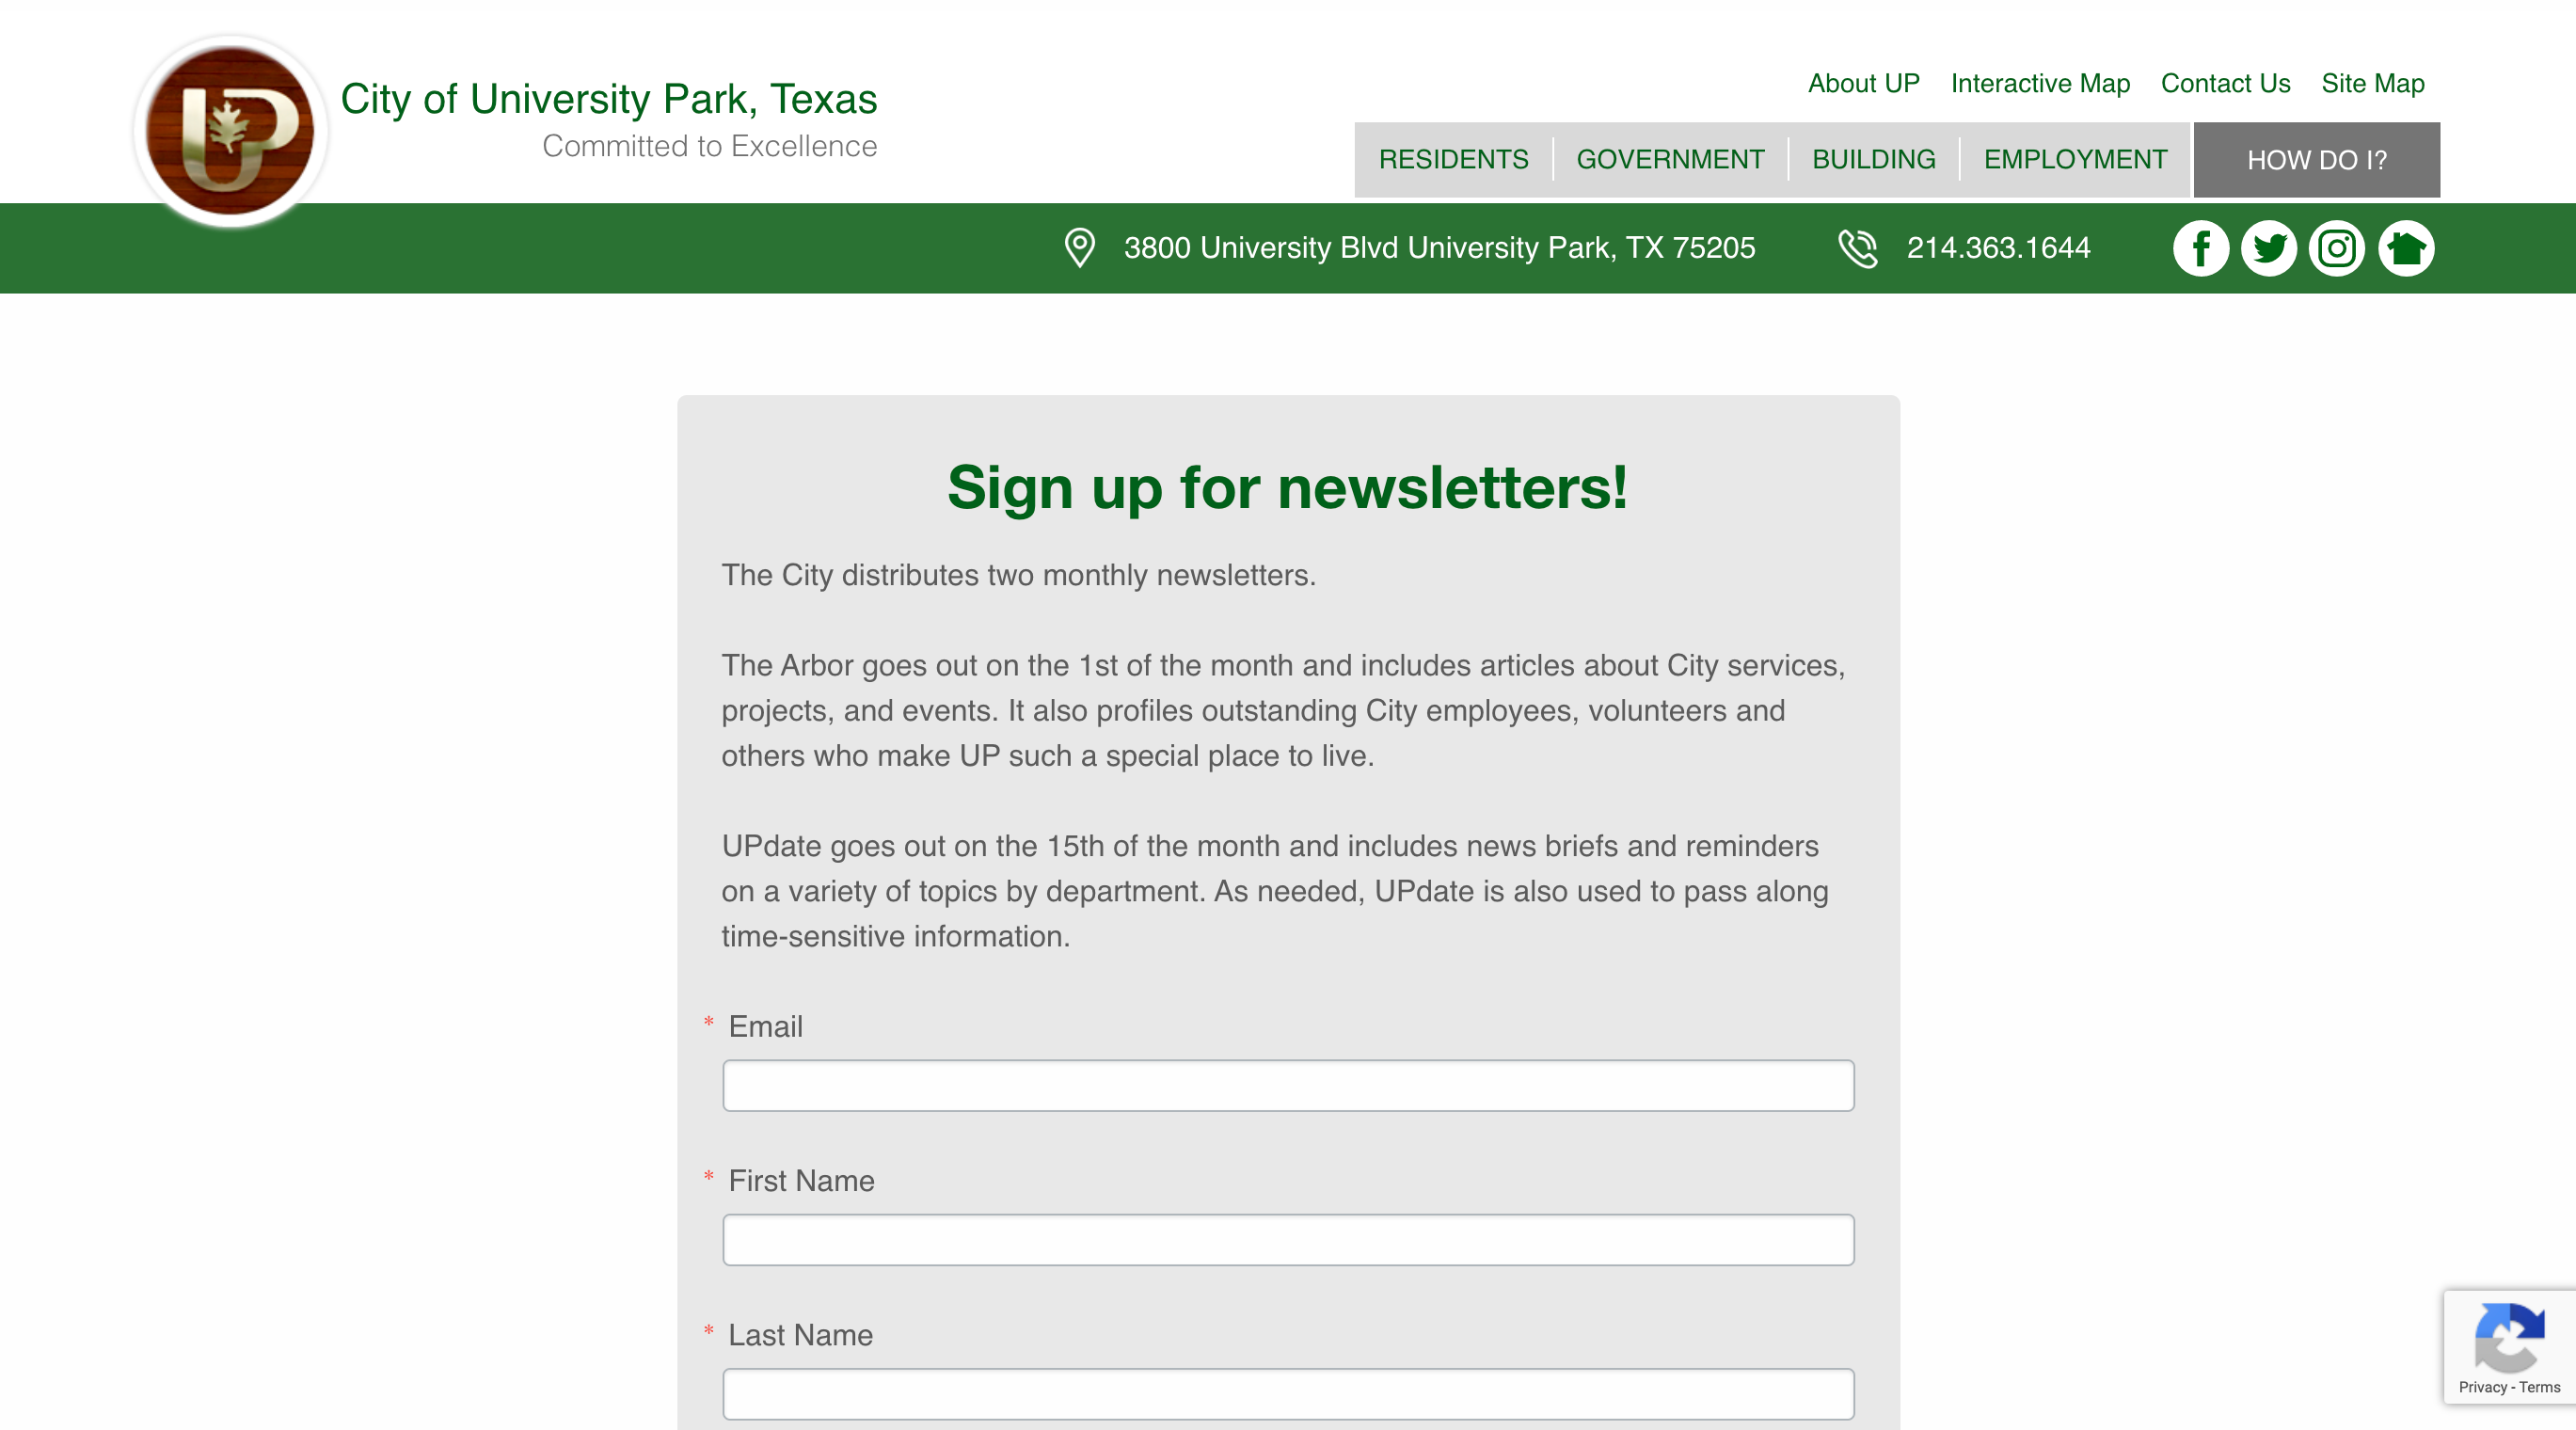 UP
City of University Park, Texas
Committed to Excellence
About UP Interactive Map Contact Us Site Map
RESIDENTS GOVERNMENT BUILDING EMPLOYMENT HOW DO I?
3800 University Blvd University Park, TX 75205 214.363.1644
Sign up for newsletters!
The City distributes two monthly newsletters.
The Arbor goes out on the 1st of the month and includes articles about City services,
projects, and events. It also profiles outstanding City employees, volunteers and
others who make UP such a special place to live.
UPdate goes out on the 15th of the month and includes news briefs and reminders
on a variety of topics by department. As needed, UPdate is also used to pass along
time-sensitive information.
* Email
* First Name
* Last Name
Privacy - Terms